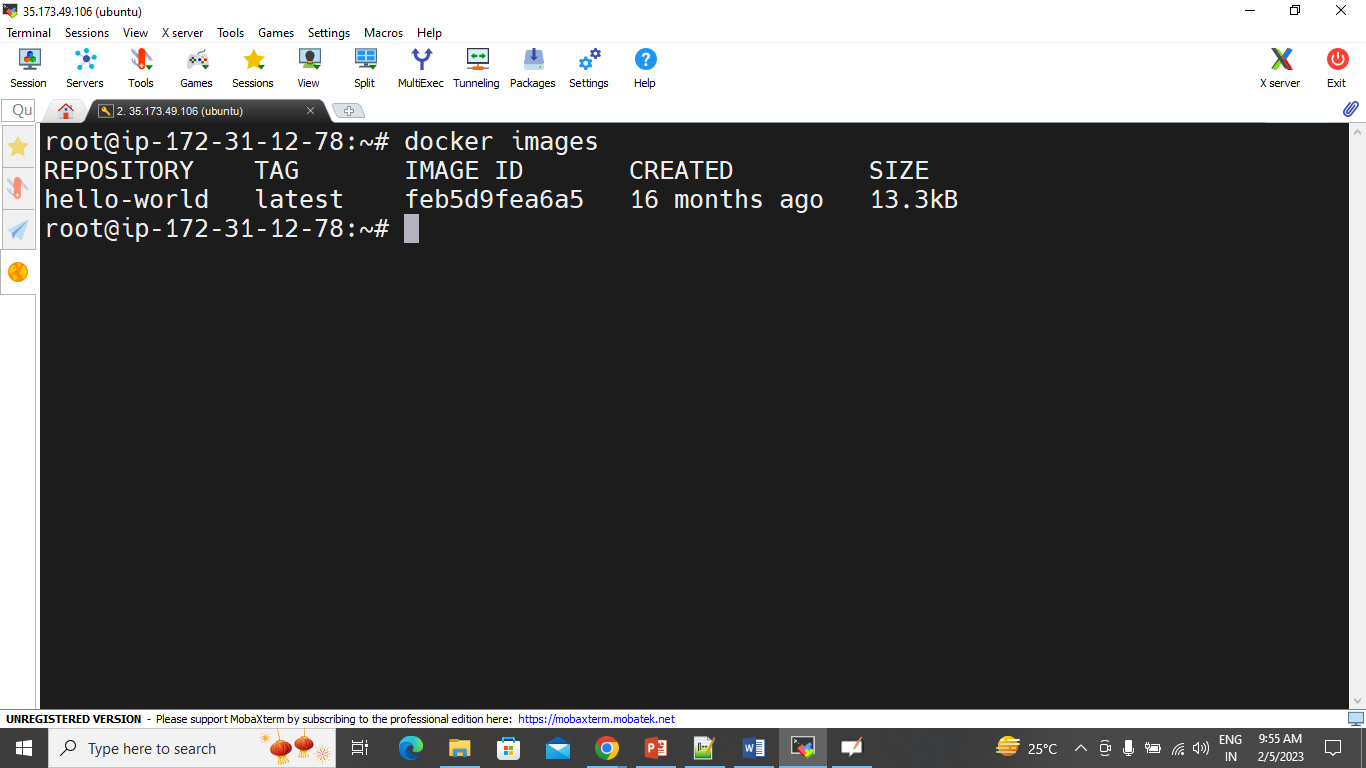 35.173.49.106 (ubuntu)
Terminal Sessions View X server Tools Games Settings Macros Help
Session Servers Tools Games Sessions View Split MultiExec Tunneling Packages Settings Help X server Exit
Qu 2. 35.173.49.106 (ubuntu)
root@ip-172-31-12-78:~# docker images
REPOSITORY TAG IMAGE ID CREATED SIZE
hello-world latest feb5d9fea6a5 16 months ago 13.3kB
root@ip-172-31-12-78:~#
UNREGISTERED VERSION - Please support MobaXterm by subscribing to the professional edition here: https://mobaxterm.mobatek.net
Type here to search
25°C
ENG
IN
9:55 AM
2/5/2023